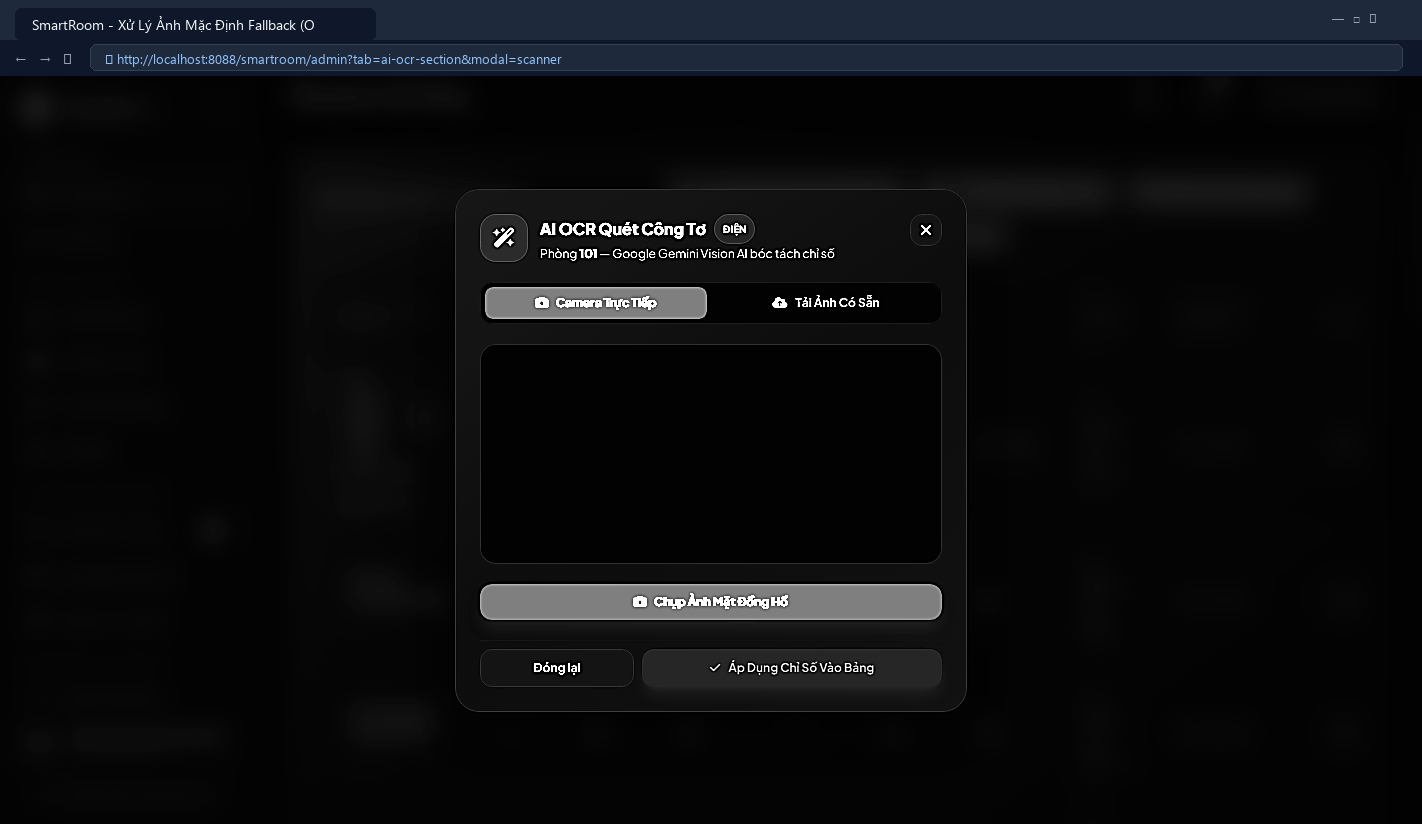 SmartRoom - Xử Lý Ảnh Mặc Định Fallback (O
http://localhost:8088/smartroom/admin?tab=ai-ocr-section&modal=scanner
AI OCR Quét Công Tơ ĐIỆN
Phòng 101 — Google Gemini Vision AI bóc tách chỉ số
Camera Trực Tiếp
Tải Ảnh Có Sẵn
Chụp Ảnh Mặt Đồng Hồ
Đóng lại
Áp Dụng Chỉ Số Vào Bảng